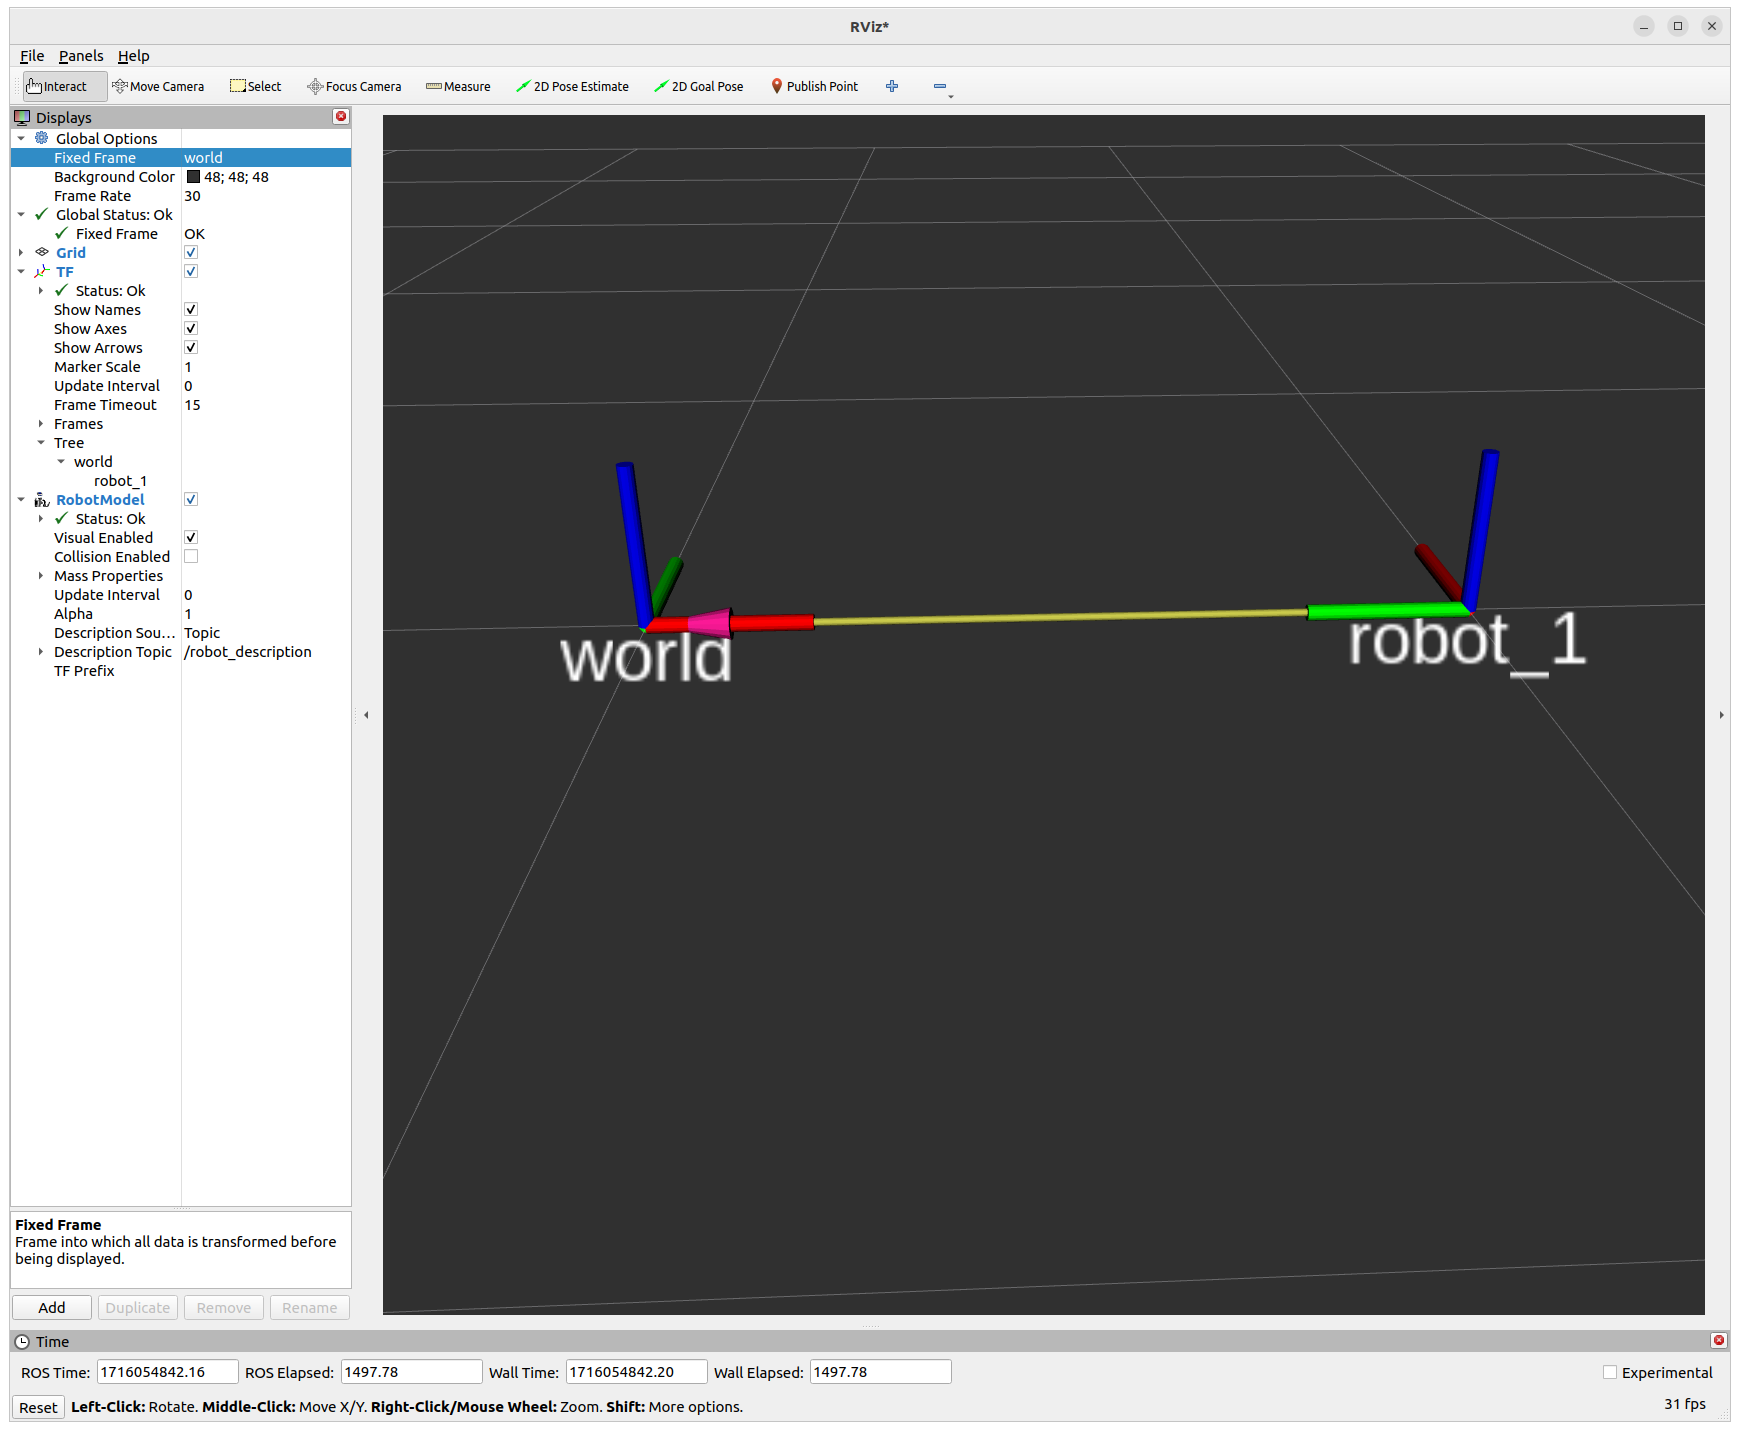 RViz*
File Panels Help
Interact Move Camera Select Focus Camera Measure 2D Pose Estimate 2D Goal Pose Publish Point
Displays
Global Options
Fixed Frame world
Background Color 48; 48; 48
Frame Rate 30
Global Status: Ok
Fixed Frame OK
Grid
TF
Status: Ok
Show Names
Show Axes
Show Arrows
Marker Scale 1
Update Interval 0
Frame Timeout 15
Frames
Tree
world
robot_1
RobotModel
Status: Ok
Visual Enabled
Collision Enabled
Mass Properties
Update Interval 0
Alpha 1
Description Sou... Topic
Description Topic /robot_description
TF Prefix
world
robot_1
Fixed Frame
Frame into which all data is transformed before
being displayed.
Add Duplicate Remove Rename
Time
ROS Time: 1716054842.16 ROS Elapsed: 1497.78 Wall Time: 1716054842.20 Wall Elapsed: 1497.78 Experimental
Reset Left-Click: Rotate. Middle-Click: Move X/Y. Right-Click/Mouse Wheel: Zoom. Shift: More options. 31 fps